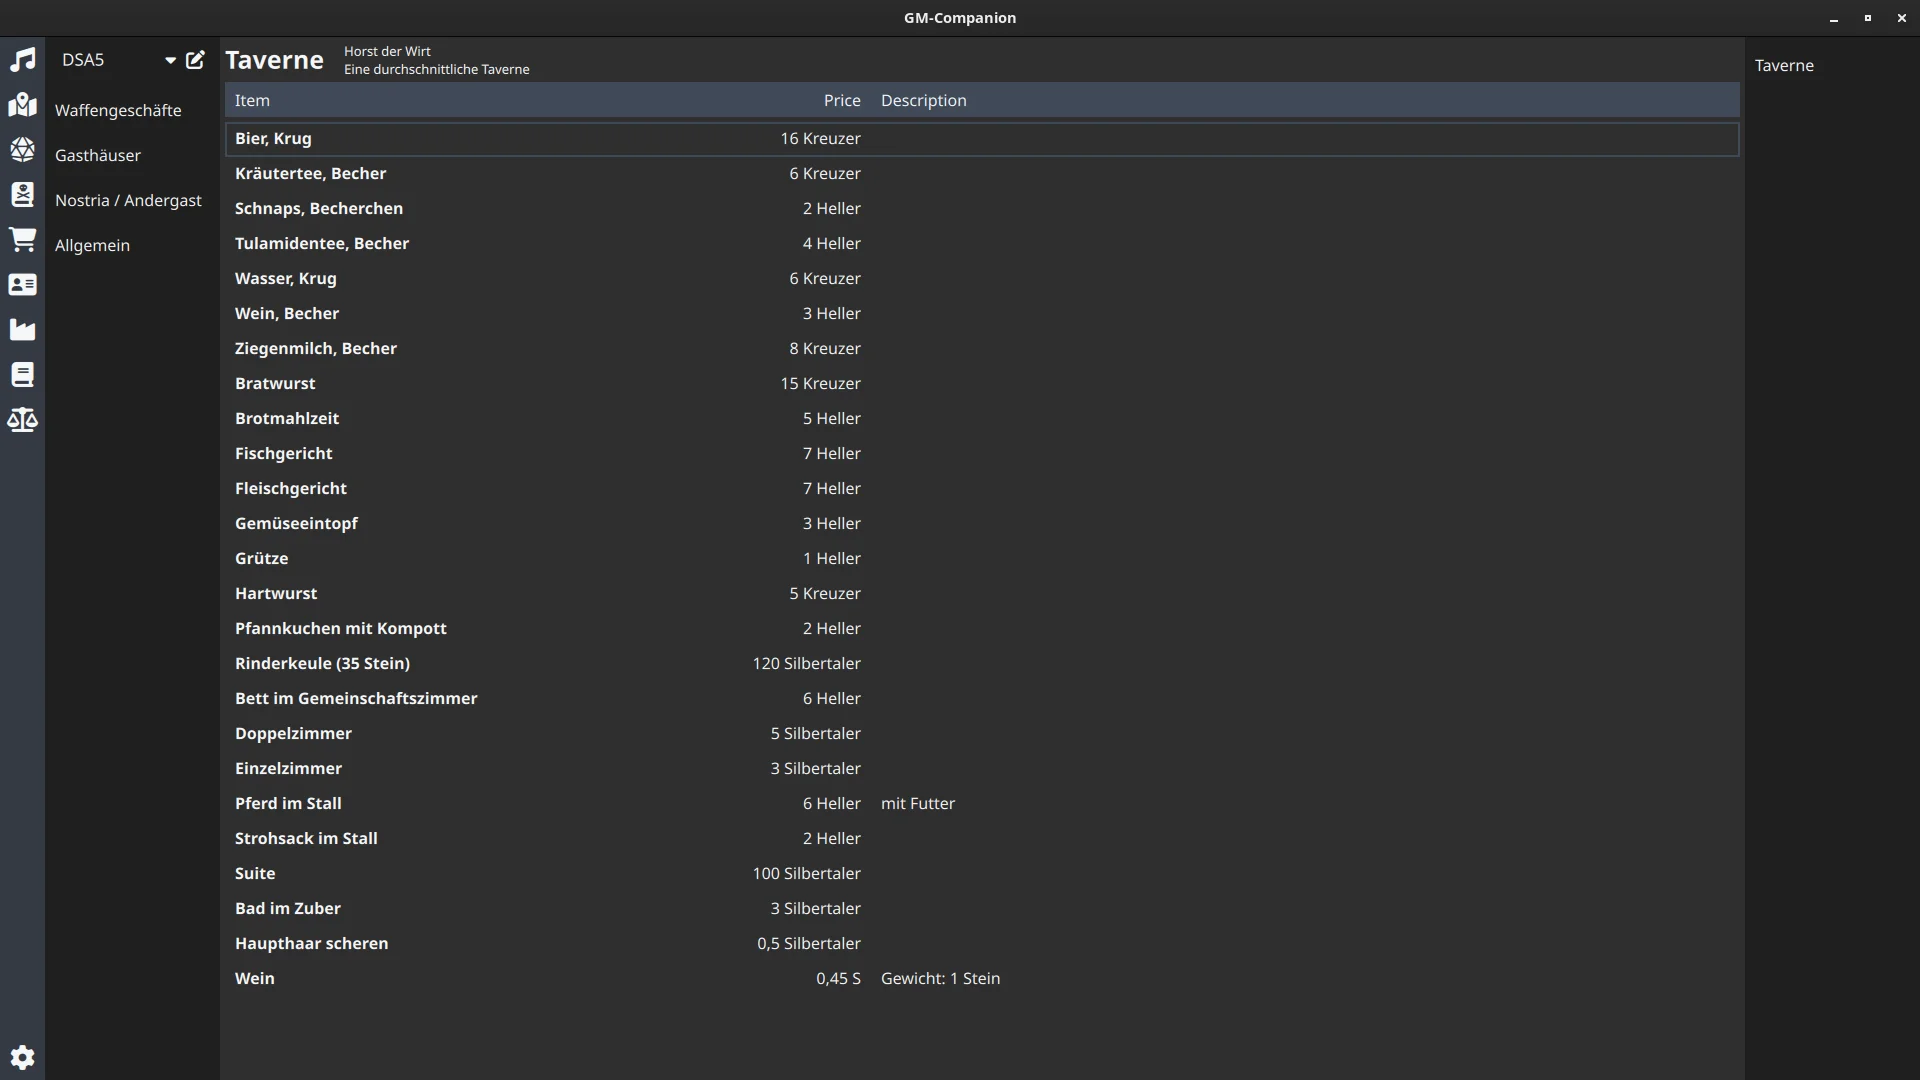 GM-Companion
DSA5
Waffengeschäfte
Gasthäuser
Nostria / Andergast
Allgemein
Taverne
Horst der Wirt
Eine durchschnittliche Taverne
Item Price Description
Bier, Krug 16 Kreuzer
Kräutertee, Becher 6 Kreuzer
Schnaps, Becherchen 2 Heller
Tulamidentee, Becher 4 Heller
Wasser, Krug 6 Kreuzer
Wein, Becher 3 Heller
Ziegenmilch, Becher 8 Kreuzer
Bratwurst 15 Kreuzer
Brotmahlzeit 5 Heller
Fischgericht 7 Heller
Fleischgericht 7 Heller
Gemüseeintopf 3 Heller
Grütze 1 Heller
Hartwurst 5 Kreuzer
Pfannkuchen mit Kompott 2 Heller
Rinderkeule (35 Stein) 120 Silbertaler
Bett im Gemeinschaftszimmer 6 Heller
Doppelzimmer 5 Silbertaler
Einzelzimmer 3 Silbertaler
Pferd im Stall 6 Heller mit Futter
Strohsack im Stall 2 Heller
Suite 100 Silbertaler
Bad im Zuber 3 Silbertaler
Haupthaar scheren 0,5 Silbertaler
Wein 0,45 S Gewicht: 1 Stein
Taverne